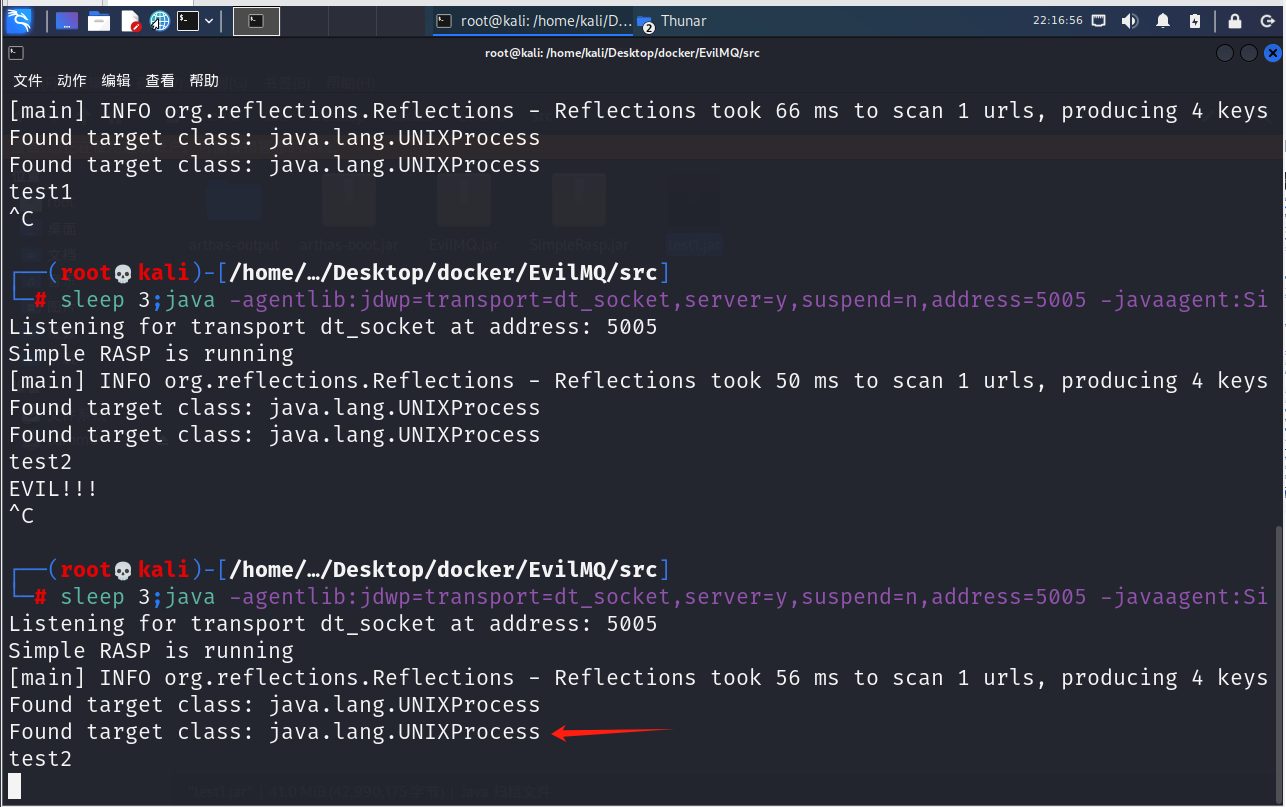 root@kali: /home/kali/D...
2
Thunar
22:16:56
root@kali: /home/kali/Desktop/docker/EvilMQ/src
文件 动作 编辑 查看 帮助
[main] INFO org.reflections.Reflections - Reflections took 66 ms to scan 1 urls, producing 4 keys
Found target class: java.lang.UNIXProcess
Found target class: java.lang.UNIXProcess
test1
^C
(root💀kali)-[/home/…/Desktop/docker/EvilMQ/src]
# sleep 3;java -agentlib:jdwp=transport=dt_socket,server=y,suspend=n,address=5005 -javaagent:Si
Listening for transport dt_socket at address: 5005
Simple RASP is running
[main] INFO org.reflections.Reflections - Reflections took 50 ms to scan 1 urls, producing 4 keys
Found target class: java.lang.UNIXProcess
Found target class: java.lang.UNIXProcess
test2
EVIL!!!
^C
(root💀kali)-[/home/…/Desktop/docker/EvilMQ/src]
# sleep 3;java -agentlib:jdwp=transport=dt_socket,server=y,suspend=n,address=5005 -javaagent:Si
Listening for transport dt_socket at address: 5005
Simple RASP is running
[main] INFO org.reflections.Reflections - Reflections took 56 ms to scan 1 urls, producing 4 keys
Found target class: java.lang.UNIXProcess
Found target class: java.lang.UNIXProcess
test2